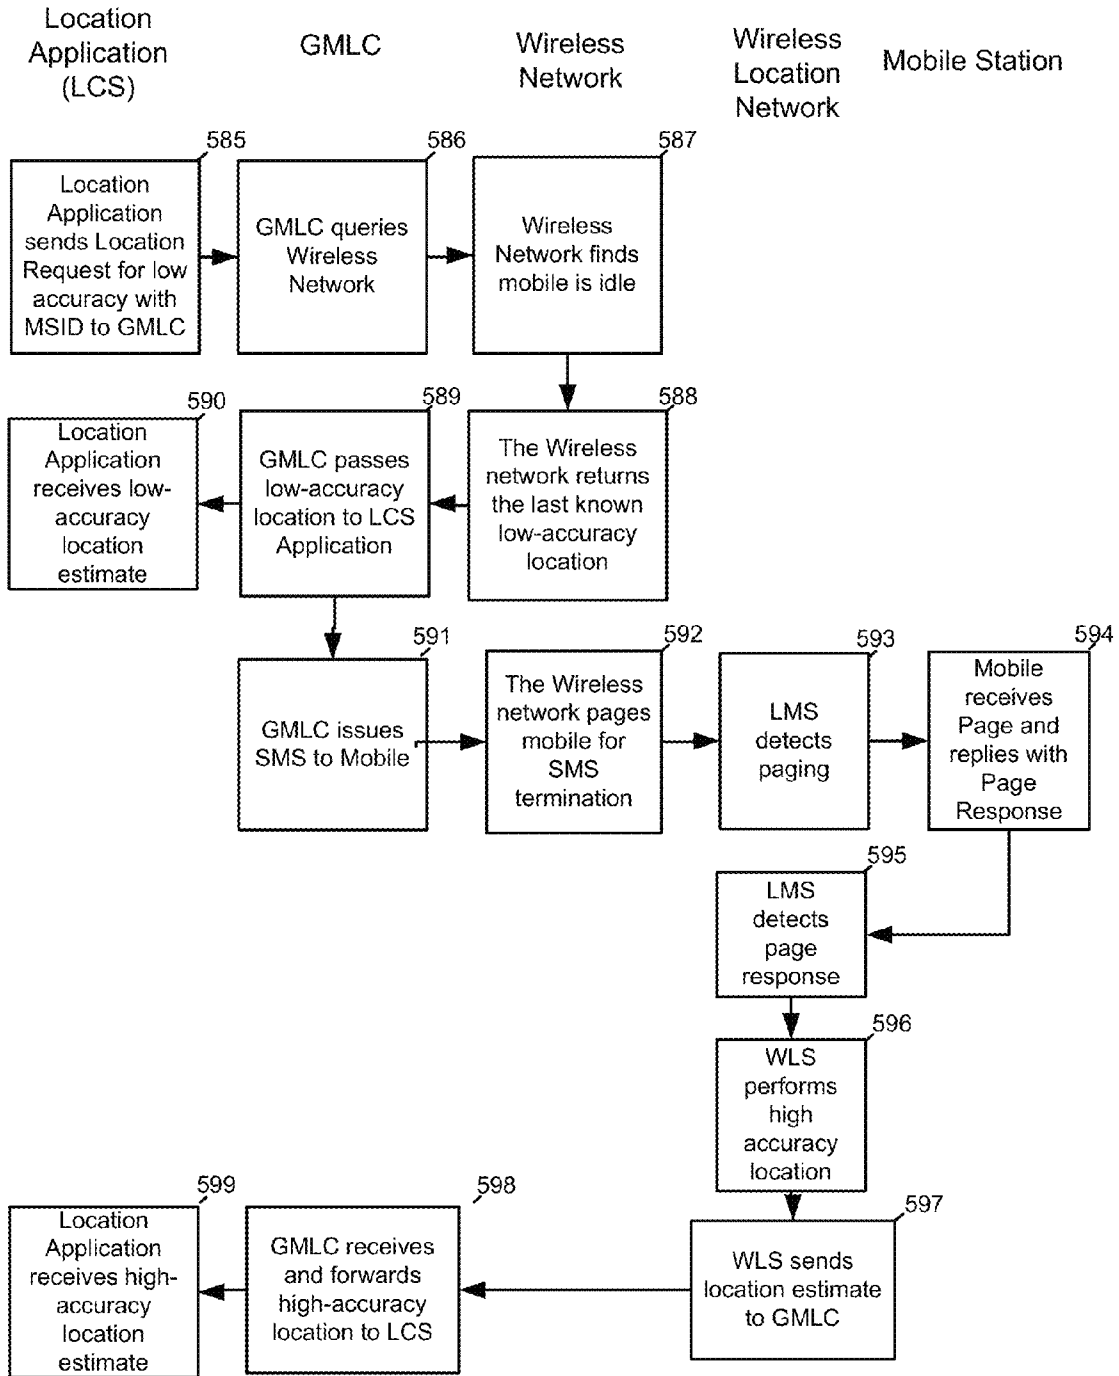 Location
Application
(LCS)
GMLC
Wireless
Network
Wireless
Location
Network
Mobile Station
585
Location
Application
sends Location
Request for low
accuracy with
MSID to GMLC
586
GMLC queries
Wireless
Network
587
Wireless
Network finds
mobile is idle
590
Location
Application
receives low-
accuracy
location
estimate
589
GMLC passes
low-accuracy
location to LCS
Application
588
The Wireless
network returns
the last known
low-accuracy
location
591
GMLC issues
SMS to Mobile
592
The Wireless
network pages
mobile for
SMS
termination
593
LMS
detects
paging
594
Mobile
receives
Page and
replies with
Page
Response
595
LMS
detects
page
response
596
WLS
performs
high
accuracy
location
597
WLS sends
location estimate
to GMLC
598
GMLC receives
and forwards
high-accuracy
location to LCS
599
Location
Application
receives high-
accuracy
location
estimate